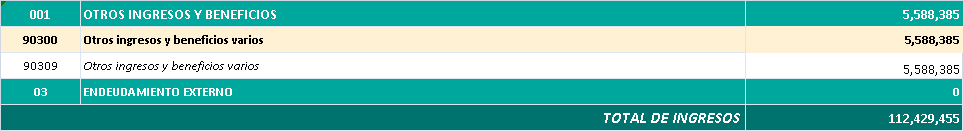 001 OTROS INGRESOS Y BENEFICIOS 5,588,385
90300 Otros ingresos y beneficios varios 5,588,385
90309 Otros ingresos y beneficios varios 5,588,385
03 ENDEUDAMIENTO EXTERNO 0
TOTAL DE INGRESOS 112,429,455